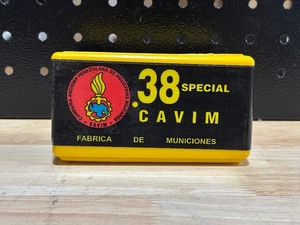 .38 SPECIAL
CAVIM
FABRICA DE MUNICIONES